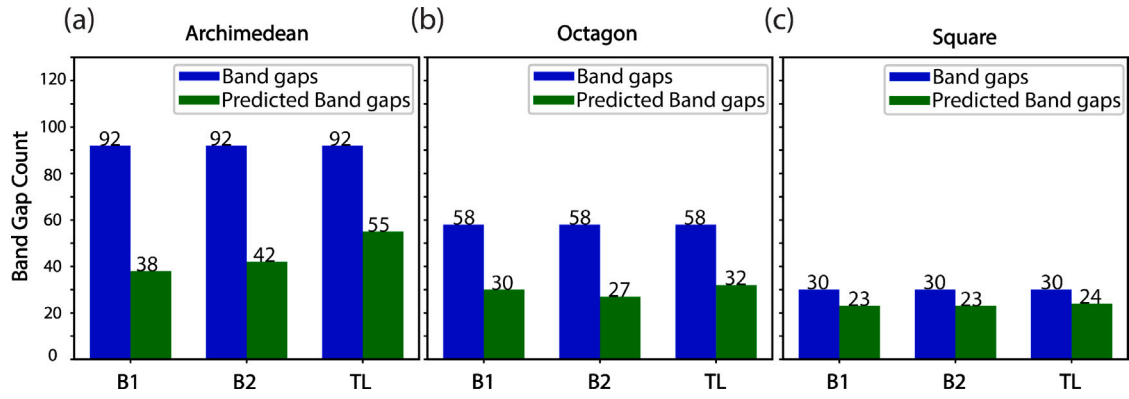 (a)
Archimedean
Band gaps
Predicted Band gaps
Band Gap Count
120
100
80
60
40
20
0
92
38
92
42
92
55
B1
B2
TL
(b)
Octagon
Band gaps
Predicted Band gaps
58
30
58
27
58
32
B1
B2
TL
(c)
Square
Band gaps
Predicted Band gaps
30
23
30
23
30
24
B1
B2
TL